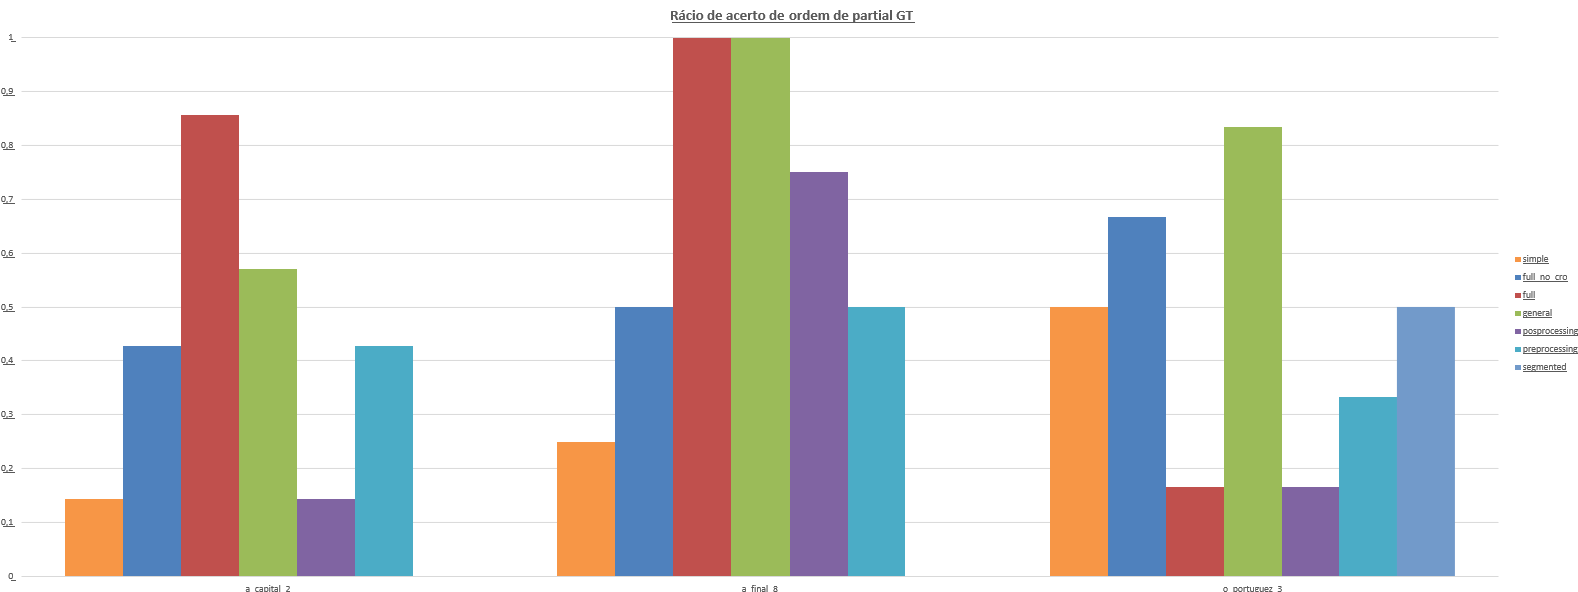 Rácio de acerto de ordem de partial GT
1
0,9
0,8
0,7
0,6
0,5
0,4
0,3
0,2
0,1
0
a_capital_2
a_final_8
o_portuguez_3
simple
full_no_cro
full
general
posprocessing
preprocessing
segmented